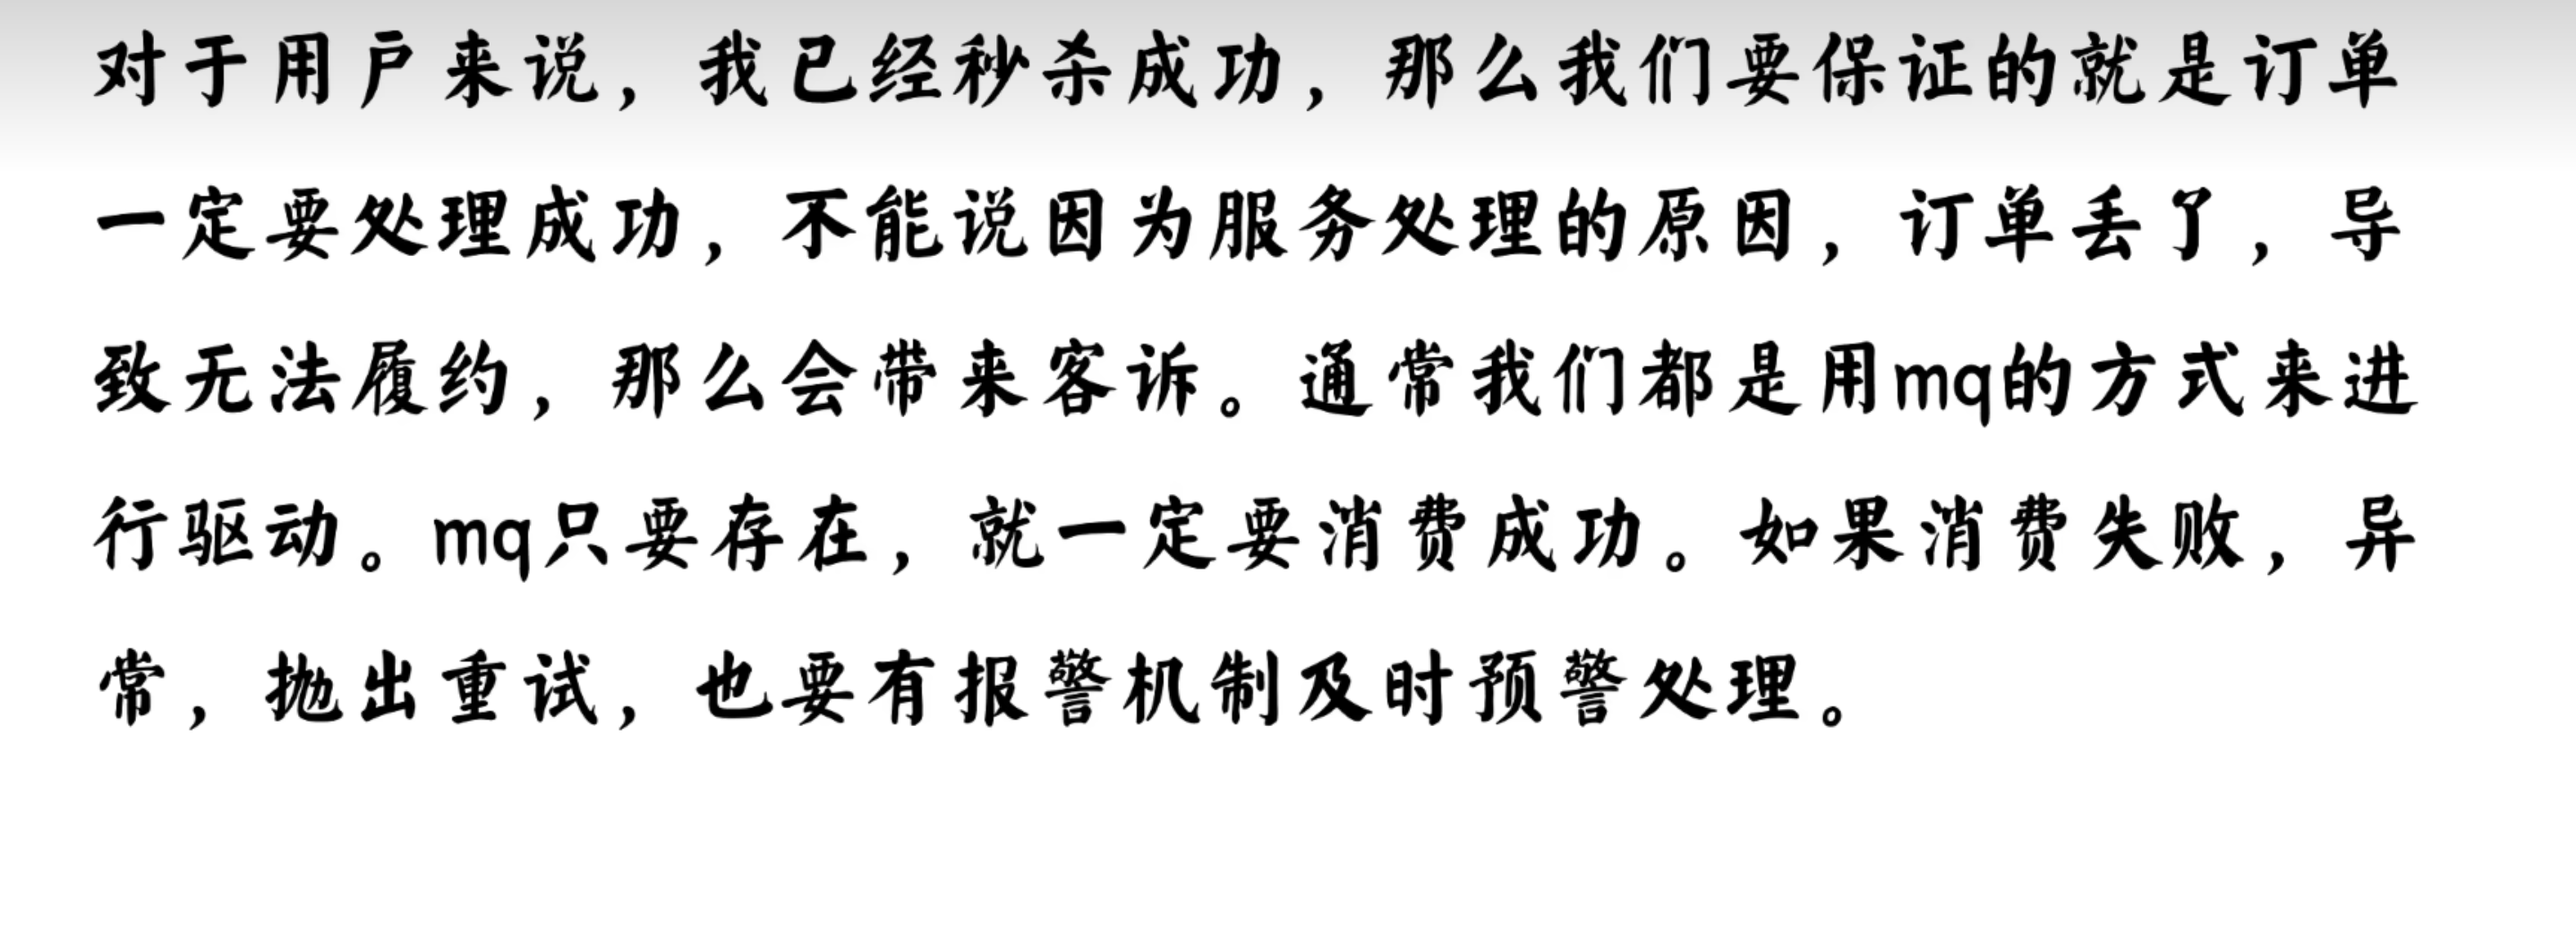 对于用户来说，我已经秒杀成功，那么我们要保证的就是订单
一定要处理成功，不能说因为服务处理的原因，订单丢了，导
致无法履约，那么会带来客诉。通常我们都是用mq的方式来进
行驱动。mq只要存在，就一定要消费成功。如果消费失败，异
常，抛出重试，也要有报警机制及时预警处理。